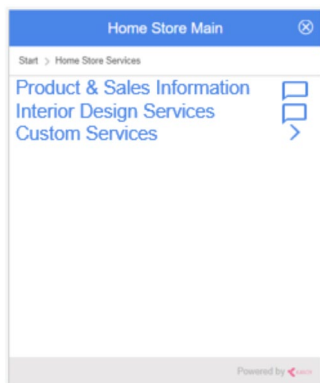 Home Store Main
Start > Home Store Services
Product & Sales Information
Interior Design Services
Custom Services
Powered by